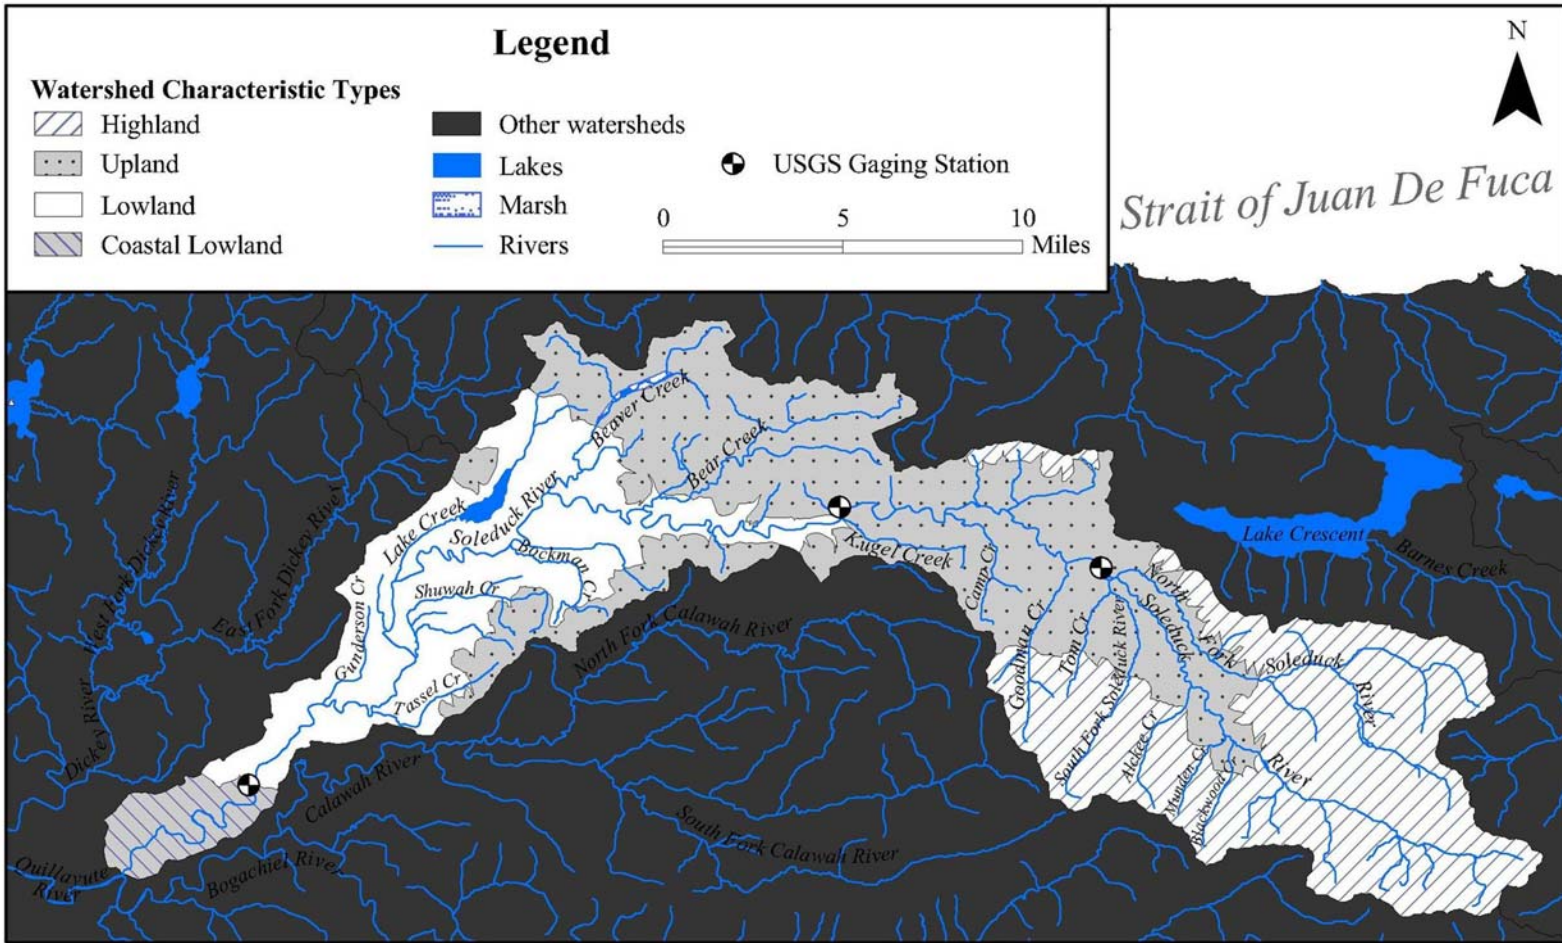 Legend
Watershed Characteristic Types
Highland
Upland
Lowland
Coastal Lowland
Other watersheds
Lakes
Marsh
Rivers
USGS Gaging Station
0 5 10
Miles
N
Strait of Juan De Fuca
Beaver Creek
Bear Creek
Lake Creek
Soleduck River
Bockman Cr
Shuwah Cr
Gunderson Cr
Tassel Cr
Kugel Creek
Camp Cr
Goodman Cr
Tom Cr
South Fork Soleduck River
Alckee Cr
Munden Cr
Blackwood Cr
North Fork Soleduck River
Soleduck River
Lake Crescent
Barnes Creek
West Fork Dickey River
East Fork Dickey River
Dickey River
North Fork Calawah River
Calawah River
South Fork Calawah River
Bogachiel River
Quillayute
River